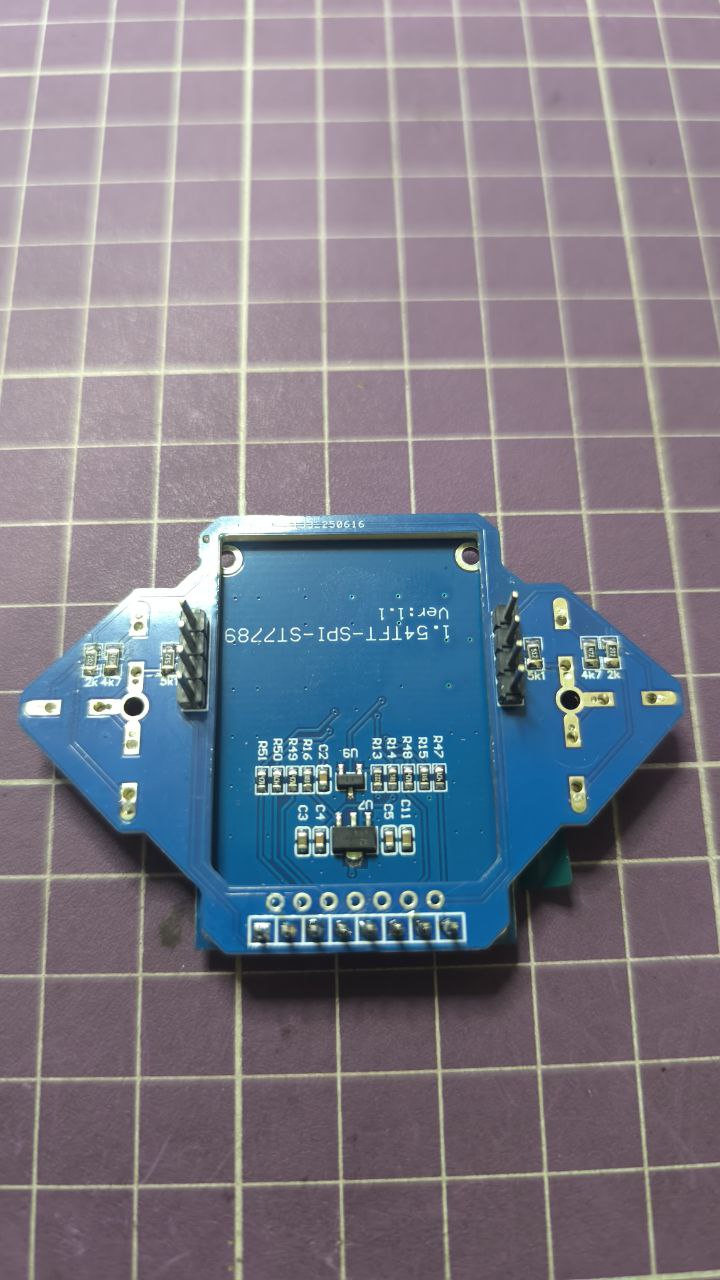 _250616
Ver:1.1
1.54TFT-SPI-ST7789
2k
4k7
5k1
5k1
4k7
2k
R51
R50
R49
R16
C2
U9
R13
R14
R48
R15
R47
C3
C4
U7
C5
C11